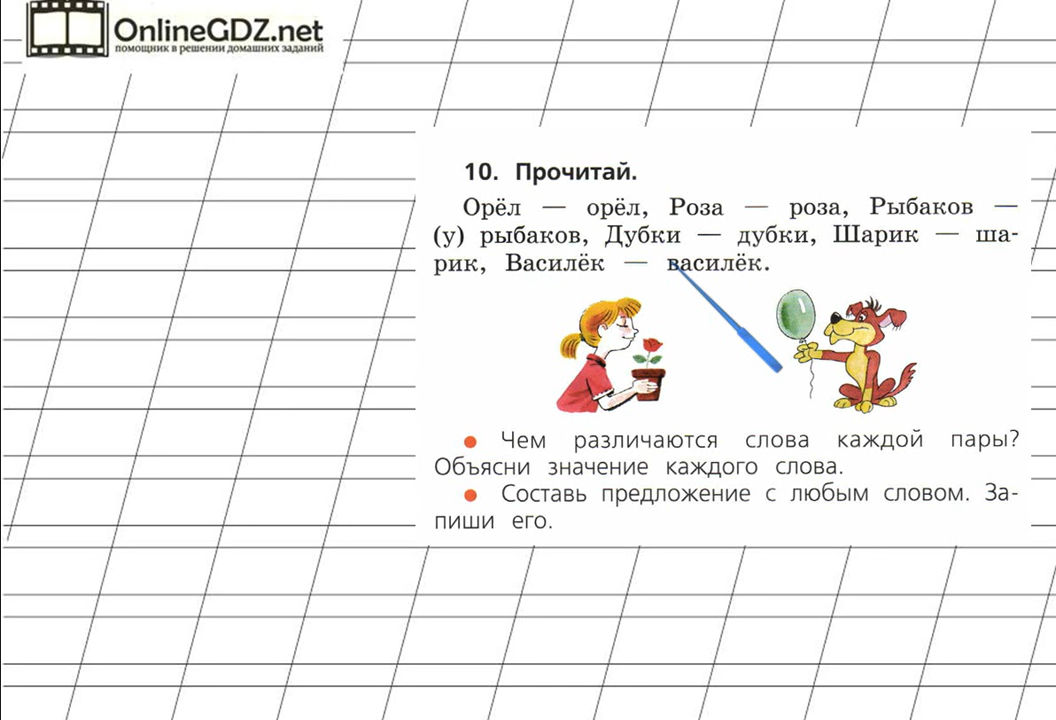 OnlineGDZ.net
помощник в решении домашних заданий
10. Прочитай.
Орёл — орёл, Роза — роза, Рыбаков —
(у) рыбаков, Дубки — дубки, Шарик — ша-
рик, Василёк — василёк.
● Чем различаются слова каждой пары?
Объясни значение каждого слова.
● Составь предложение с любым словом. За-
пиши его.